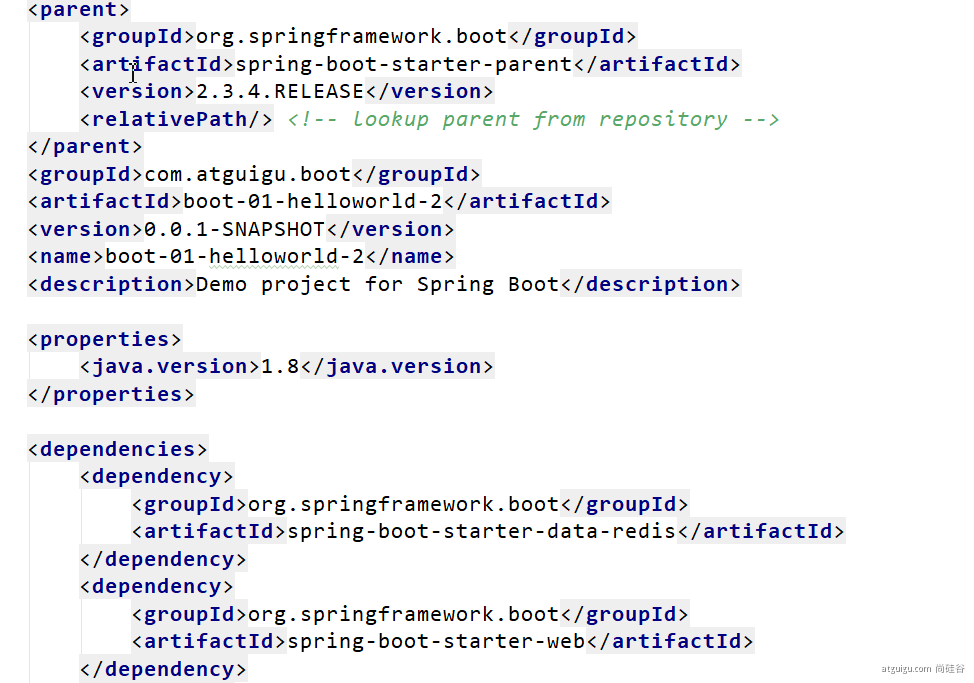 <parent>
<groupId>org.springframework.boot</groupId>
<artifactId>spring-boot-starter-parent</artifactId>
<version>2.3.4.RELEASE</version>
<relativePath/> <!-- lookup parent from repository -->
</parent>
<groupId>com.atguigu.boot</groupId>
<artifactId>boot-01-helloworld-2</artifactId>
<version>0.0.1-SNAPSHOT</version>
<name>boot-01-helloworld-2</name>
<description>Demo project for Spring Boot</description>
<properties>
<java.version>1.8</java.version>
</properties>
<dependencies>
<dependency>
<groupId>org.springframework.boot</groupId>
<artifactId>spring-boot-starter-data-redis</artifactId>
</dependency>
<dependency>
<groupId>org.springframework.boot</groupId>
<artifactId>spring-boot-starter-web</artifactId>
</dependency>
atguigu.com 尚硅谷